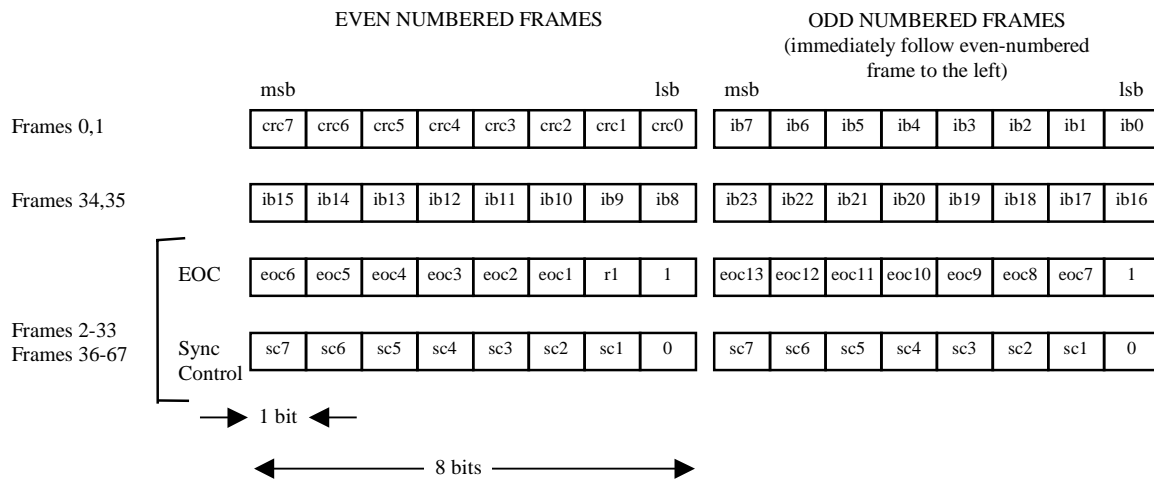 EVEN NUMBERED FRAMES
ODD NUMBERED FRAMES
(immediately follow even-numbered
frame to the left)
msb lsb msb lsb
Frames 0,1 crc7 crc6 crc5 crc4 crc3 crc2 crc1 crc0 ib7 ib6 ib5 ib4 ib3 ib2 ib1 ib0
Frames 34,35 ib15 ib14 ib13 ib12 ib11 ib10 ib9 ib8 ib23 ib22 ib21 ib20 ib19 ib18 ib17 ib16
EOC eoc6 eoc5 eoc4 eoc3 eoc2 eoc1 r1 1 eoc13 eoc12 eoc11 eoc10 eoc9 eoc8 eoc7 1
Frames 2-33
Frames 36-67
Sync
Control
sc7 sc6 sc5 sc4 sc3 sc2 sc1 0 sc7 sc6 sc5 sc4 sc3 sc2 sc1 0
1 bit
8 bits